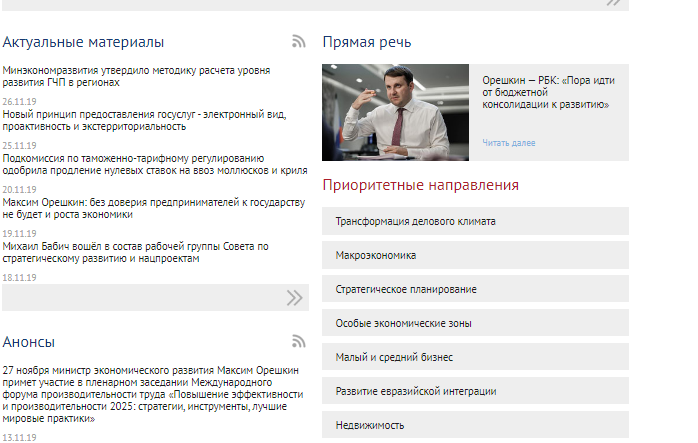 Актуальные материалы
Минэкономразвития утвердило методику расчета уровня
развития ГЧП в регионах
26.11.19
Новый принцип предоставления госуслуг - электронный вид,
проактивность и экстерриториальность
25.11.19
Подкомиссия по таможенно-тарифному регулированию
одобрила продление нулевых ставок на ввоз моллюсков и криля
20.11.19
Максим Орешкин: без доверия предпринимателей к государству
не будет и роста экономики
19.11.19
Михаил Бабич вошёл в состав рабочей группы Совета по
стратегическому развитию и нацпроектам
18.11.19
Анонсы
27 ноября министр экономического развития Максим Орешкин
примет участие в пленарном заседании Международного
форума производительности труда «Повышение эффективности
и производительности 2025: стратегии, инструменты, лучшие
мировые практики»
13.11.19
Прямая речь
Орешкин — РБК: «Пора идти
от бюджетной
консолидации к развитию»
Читать далее
Приоритетные направления
Трансформация делового климата
Макроэкономика
Стратегическое планирование
Особые экономические зоны
Малый и средний бизнес
Развитие евразийской интеграции
Недвижимость